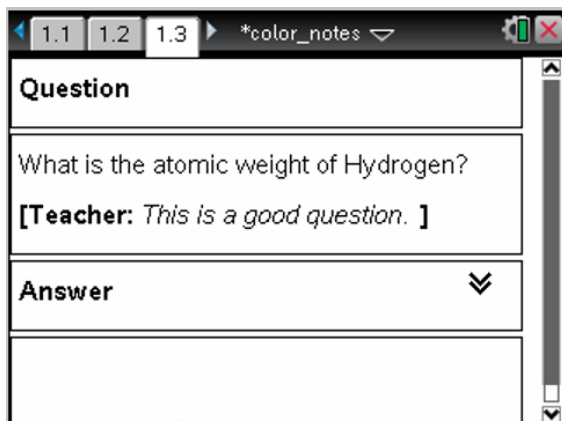 1.1 1.2 1.3 *color_notes
Question
What is the atomic weight of Hydrogen?
[Teacher: This is a good question. ]
Answer